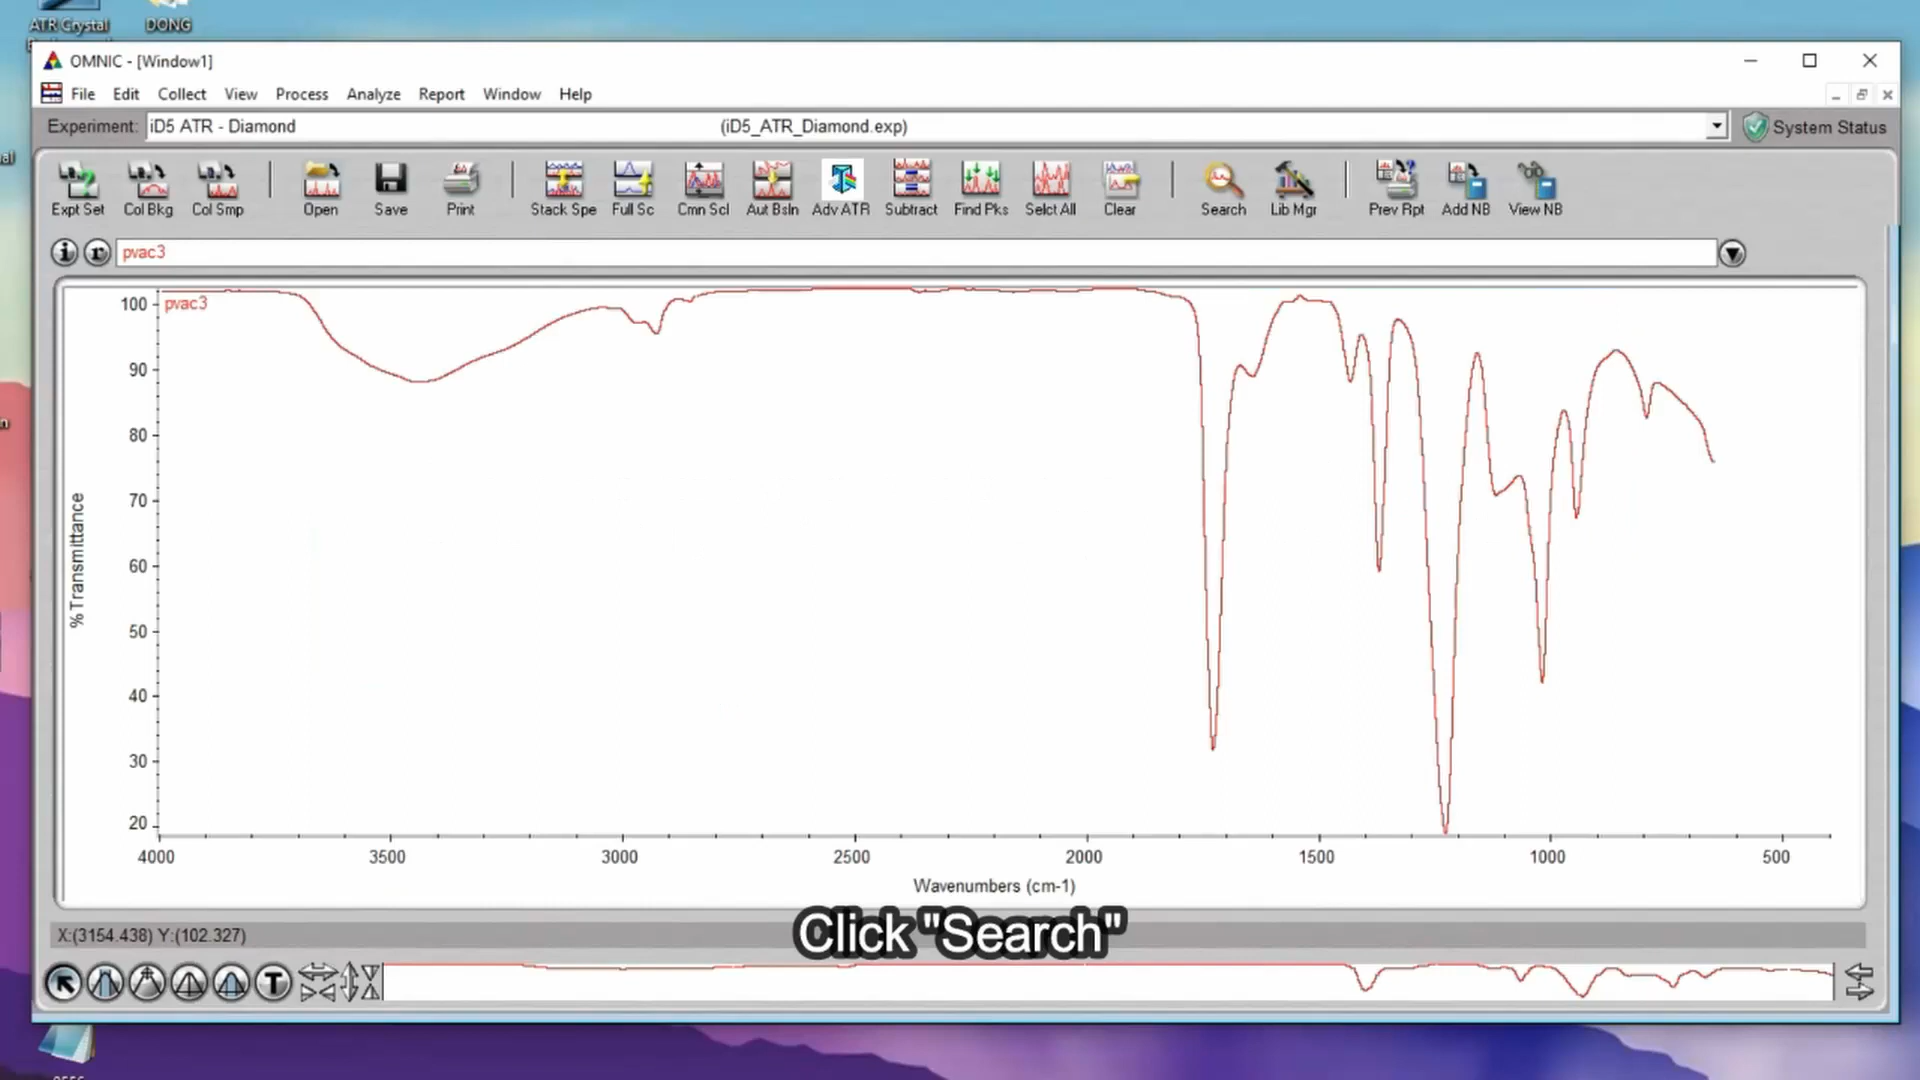 ATR Crystal
DONG
OMNIC - [Window1]
File Edit Collect View Process Analyze Report Window Help
Experiment: iD5 ATR - Diamond (iD5_ATR_Diamond.exp) System Status
Expt Set Col Bkg Col Smp Open Save Print Stack Spe Full Sc Cmn Scl Aut Bsln Adv ATR Subtract Find Pks Selct All Clear Search Lib Mgr Prev Rpt Add NB View NB
pvac3
pvac3
100
90
80
70
60
50
40
30
20
%Transmittance
4000 3500 3000 2500 2000 1500 1000 500
Wavenumbers (cm-1)
Click "Search"
X:(3154.438) Y:(102.327)
T